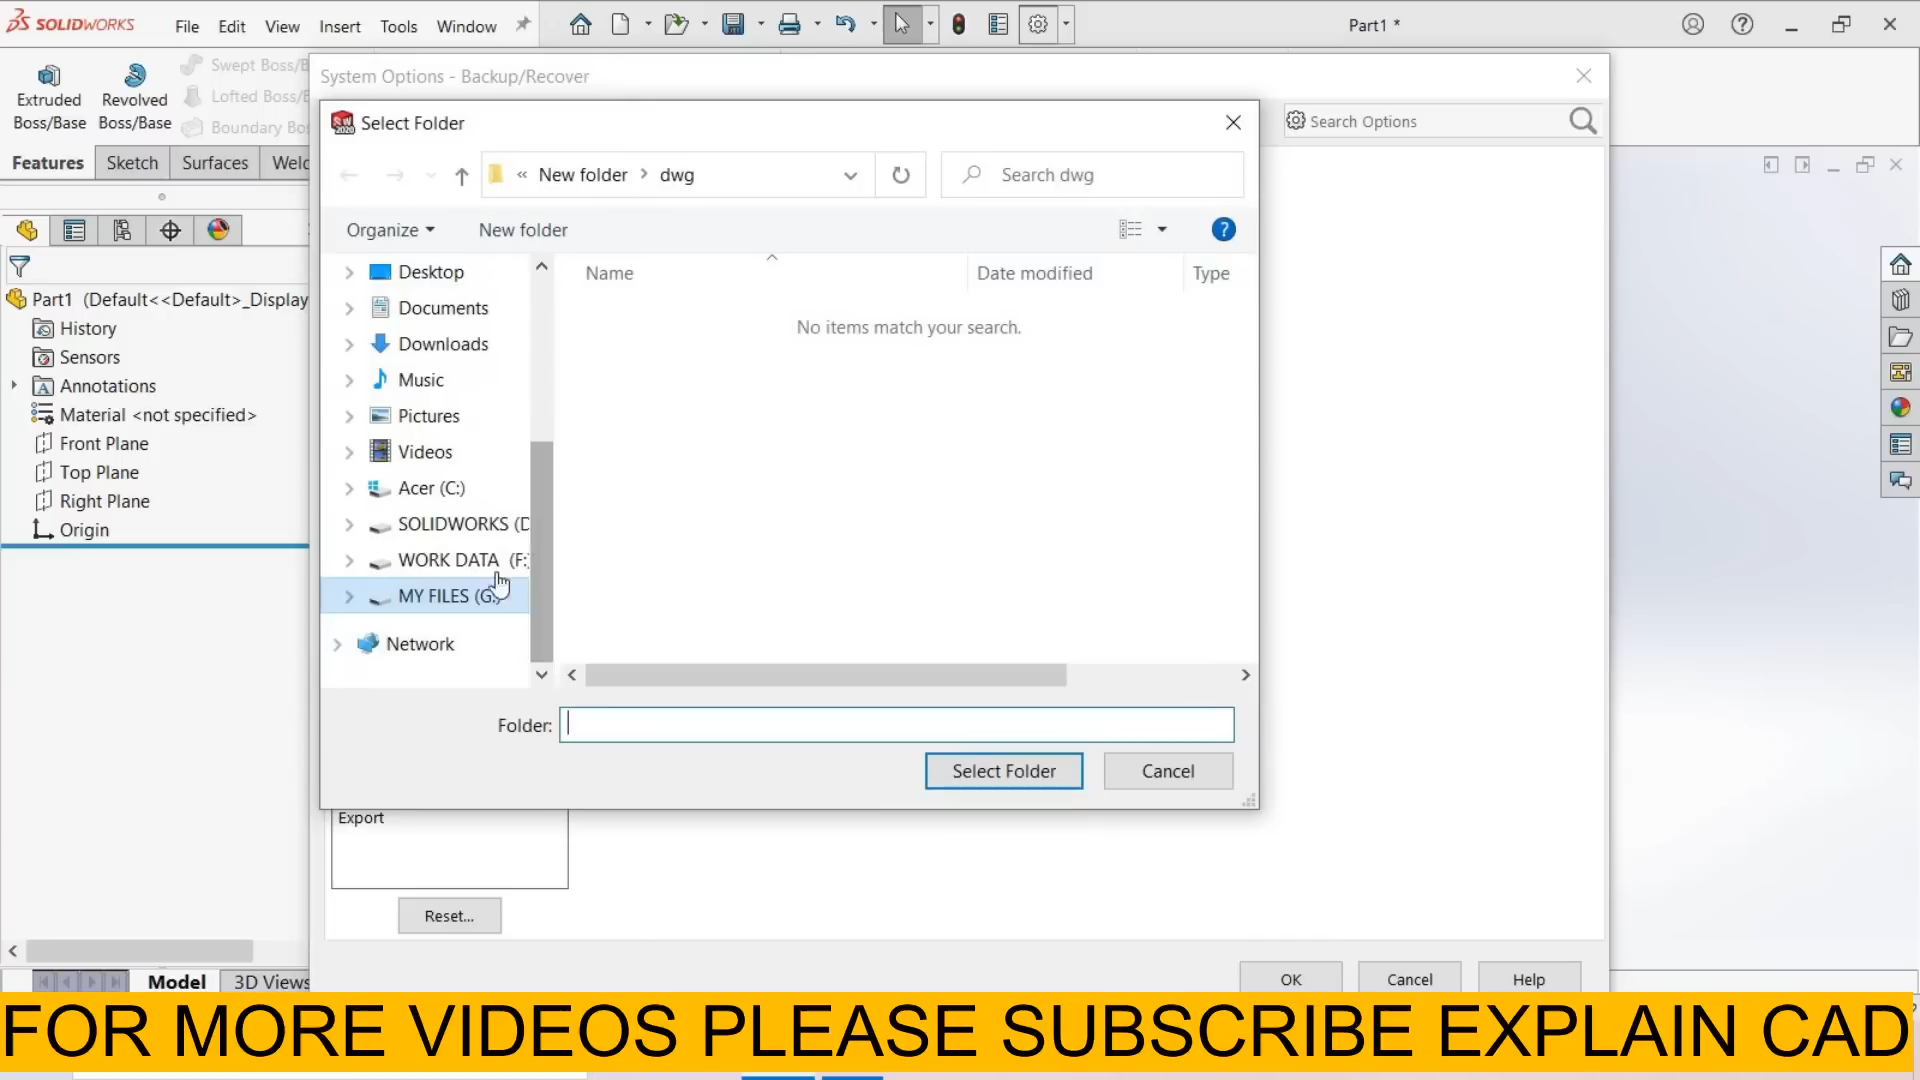 SOLIDWORKS File Edit View Insert Tools Window Part1 *
Extruded Boss/Base
Revolved Boss/Base
Swept Boss/B
Lofted Boss/B
Boundary Bo
Features Sketch Surfaces Weld
System Options - Backup/Recover
Search Options
Select Folder
« New folder > dwg
Search dwg
Organize New folder
Name Date modified Type
No items match your search.
Desktop
Documents
Downloads
Music
Pictures
Videos
Acer (C:)
SOLIDWORKS (D
WORK DATA (F:
MY FILES (G:)
Network
Folder:
Select Folder Cancel
Part1 (Default<<Default>_Display
History
Sensors
Annotations
Material <not specified>
Front Plane
Top Plane
Right Plane
Origin
Export
Reset...
OK Cancel Help
Model 3D Views
FOR MORE VIDEOS PLEASE SUBSCRIBE EXPLAIN CAD